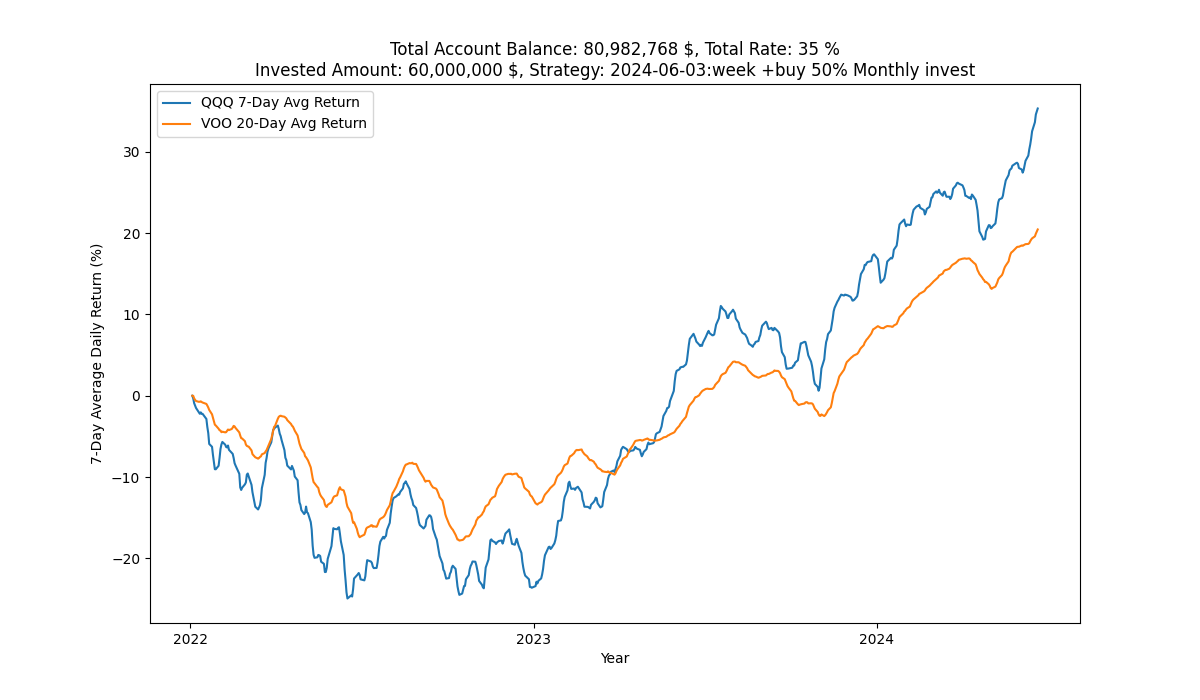 Total Account Balance: 80,982,768 $, Total Rate: 35 %
Invested Amount: 60,000,000 $, Strategy: 2024-06-03:week +buy 50% Monthly invest
QQQ 7-Day Avg Return
VOO 20-Day Avg Return
7-Day Average Daily Return (%)
30
20
10
0
−10
−20
2022
2023
2024
Year